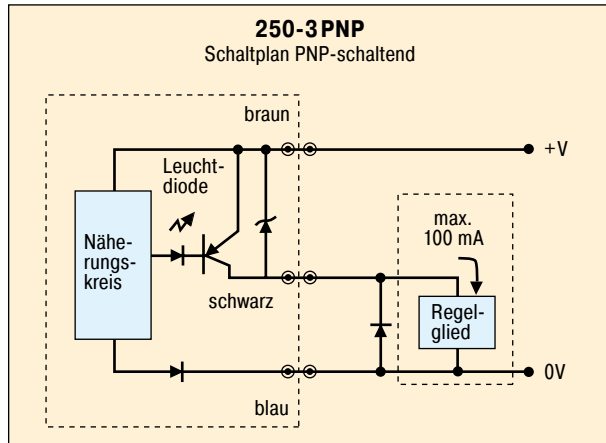 250-3 PNP
Schaltplan PNP-schaltend
braun
+V
Leucht-
diode
max.
100 mA
Nähe-
rungs-
kreis
schwarz
Regel-
glied
0V
blau